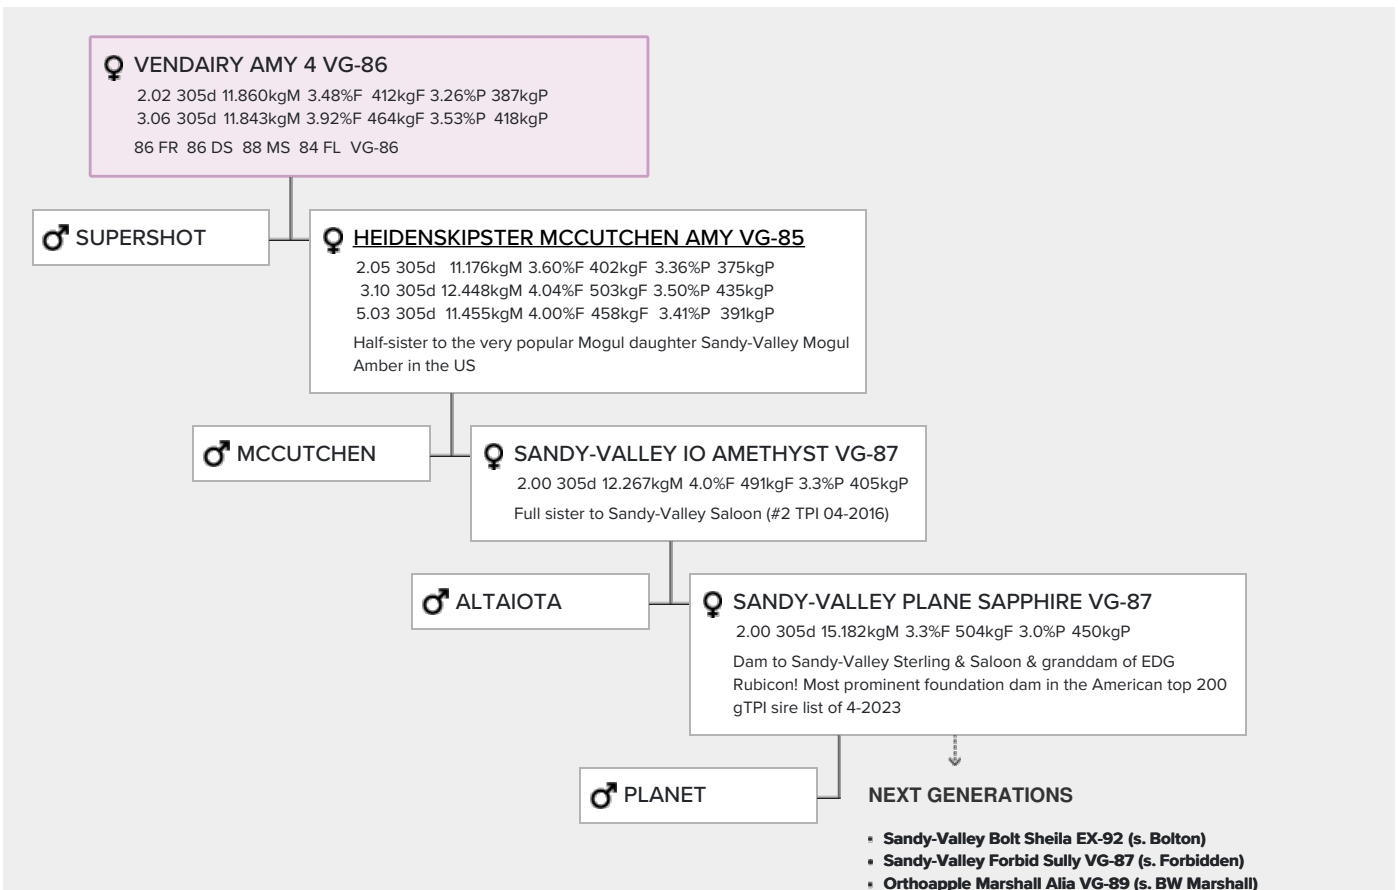 VENDAIRY AMY 4 VG-86
2.02 305d 11.860kgM 3.48%F 412kgF 3.26%P 387kgP
3.06 305d 11.843kgM 3.92%F 464kgF 3.53%P 418kgP
86 FR 86 DS 88 MS 84 FL VG-86
SUPERSHOT
HEIDENSKIPSTER MCCUTCHEN AMY VG-85
2.05 305d 11.176kgM 3.60%F 402kgF 3.36%P 375kgP
3.10 305d 12.448kgM 4.04%F 503kgF 3.50%P 435kgP
5.03 305d 11.455kgM 4.00%F 458kgF 3.41%P 391kgP
Half-sister to the very popular Mogul daughter Sandy-Valley Mogul
Amber in the US
MCCUTCHEN
SANDY-VALLEY IO AMETHYST VG-87
2.00 305d 12.267kgM 4.0%F 491kgF 3.3%P 405kgP
Full sister to Sandy-Valley Saloon (#2 TPI 04-2016)
ALTAIOTA
SANDY-VALLEY PLANE SAPPHIRE VG-87
2.00 305d 15.182kgM 3.3%F 504kgF 3.0%P 450kgP
Dam to Sandy-Valley Sterling & Saloon & granddam of EDG
Rubicon! Most prominent foundation dam in the American top 200
gTPI sire list of 4-2023
PLANET
NEXT GENERATIONS
▪ Sandy-Valley Bolt Sheila EX-92 (s. Bolton)
▪ Sandy-Valley Forbid Sully VG-87 (s. Forbidden)
▪ Orthoapple Marshall Alia VG-89 (s. BW Marshall)